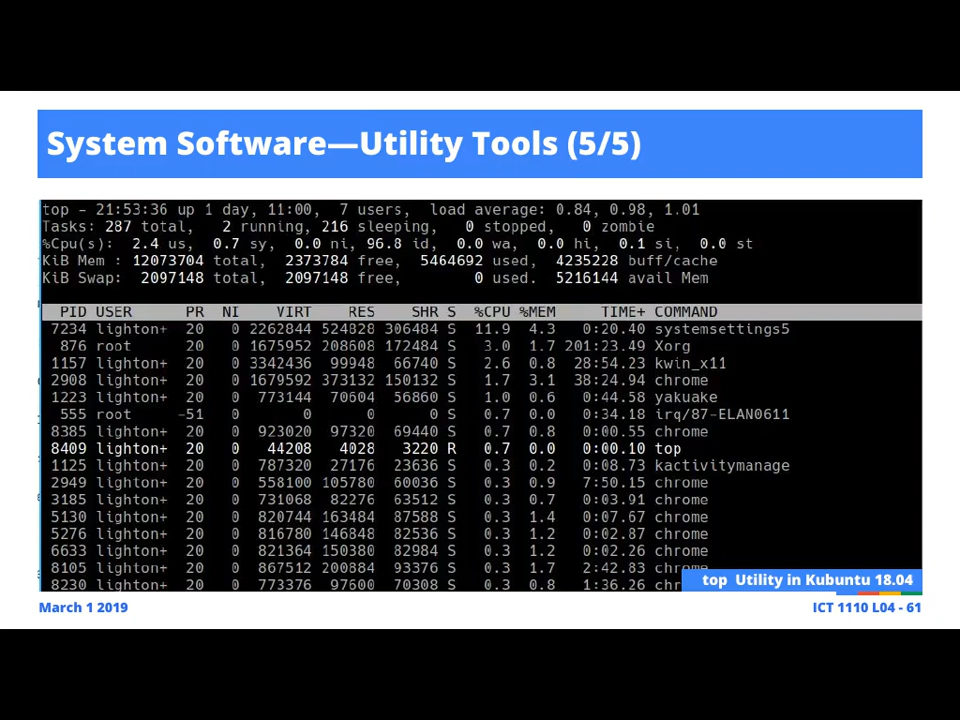 System Software—Utility Tools (5/5)
top - 21:53:36 up 1 day, 11:00,  7 users,  load average: 0.84, 0.98, 1.01
Tasks: 287 total,   2 running, 216 sleeping,   0 stopped,   0 zombie
%Cpu(s):  2.4 us,  0.7 sy,  0.0 ni, 96.8 id,  0.0 wa,  0.0 hi,  0.1 si,  0.0 st
KiB Mem : 12073704 total,  2373784 free,  5464692 used,  4235228 buff/cache
KiB Swap:  2097148 total,  2097148 free,        0 used.  5216144 avail Mem
PID USER PR NI VIRT RES SHR S %CPU %MEM TIME+ COMMAND
7234 lighton+ 20 0 2262844 524828 306484 S 11.9 4.3 0:20.40 systemsettings5
876 root 20 0 1675952 208608 172484 S 3.0 1.7 201:23.49 Xorg
1157 lighton+ 20 0 3342436 99948 66740 S 2.6 0.8 28:54.23 kwin_x11
2908 lighton+ 20 0 1679592 373132 150132 S 1.7 3.1 38:24.94 chrome
1223 lighton+ 20 0 773144 70604 56860 S 1.0 0.6 0:44.58 yakuake
555 root -51 0 0 0 0 S 0.7 0.0 0:34.18 irq/87-ELAN0611
8385 lighton+ 20 0 923020 97320 69440 S 0.7 0.8 0:00.55 chrome
8409 lighton+ 20 0 44208 4028 3220 R 0.7 0.0 0:00.10 top
1125 lighton+ 20 0 787320 27176 23636 S 0.3 0.2 0:08.73 kactivitymanage
2949 lighton+ 20 0 558100 105780 60036 S 0.3 0.9 7:50.15 chrome
3185 lighton+ 20 0 731068 82276 63512 S 0.3 0.7 0:03.91 chrome
5130 lighton+ 20 0 820744 163484 87588 S 0.3 1.4 0:07.67 chrome
5276 lighton+ 20 0 816780 146848 82536 S 0.3 1.2 0:02.87 chrome
6633 lighton+ 20 0 821364 150380 82984 S 0.3 1.2 0:02.26 chrome
8105 lighton+ 20 0 867512 200884 93376 S 0.3 1.7 2:42.83 chrome
8230 lighton+ 20 0 773376 97600 70308 S 0.3 0.8 1:36.26
top Utility in Kubuntu 18.04
March 1 2019
ICT 1110 L04 - 61